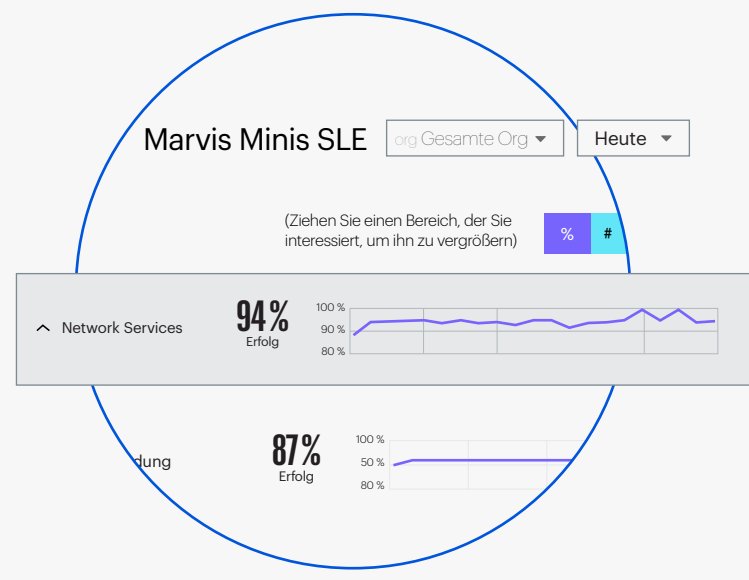 Marvis Minis SLE
org Gesamte Org
Heute
(Ziehen Sie einen Bereich, der Sie
interessiert, um ihn zu vergrößern)
%
#
Network Services
94%
Erfolg
100 %
90 %
80 %
dung
87%
Erfolg
100 %
50 %
80 %